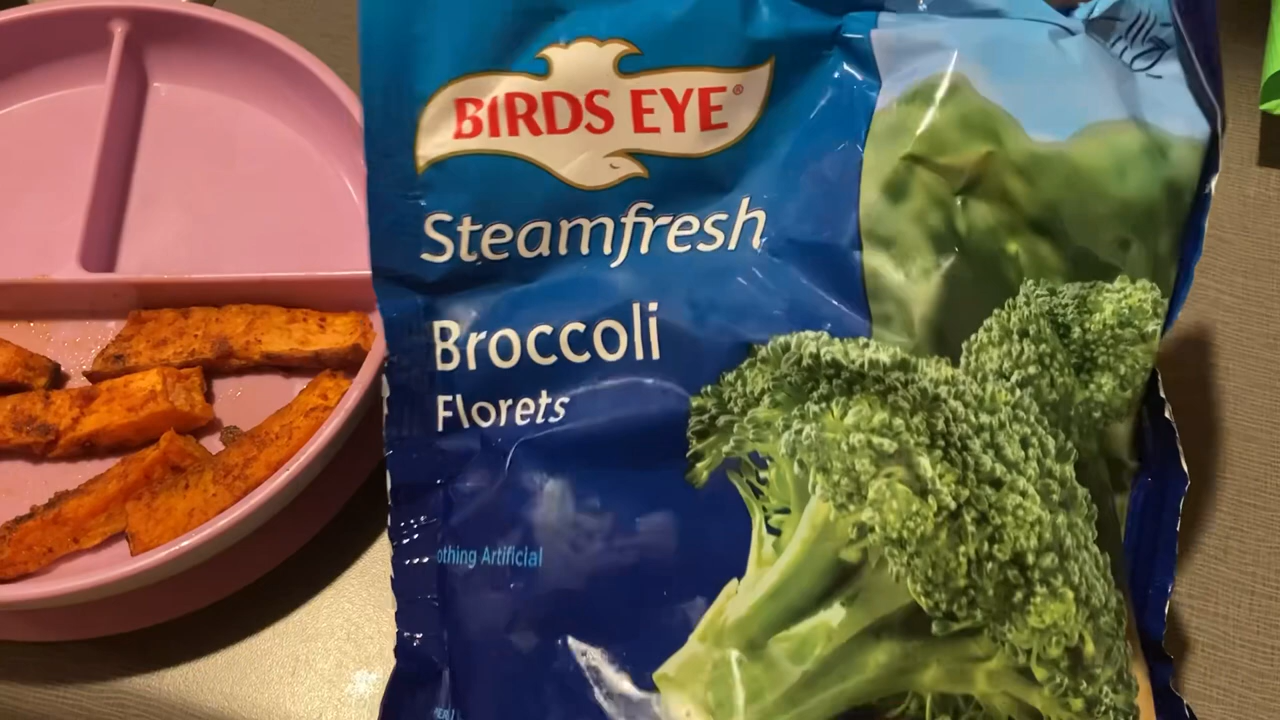 BIRDS EYE®
Steamfresh
Broccoli
Florets
othing Artificial